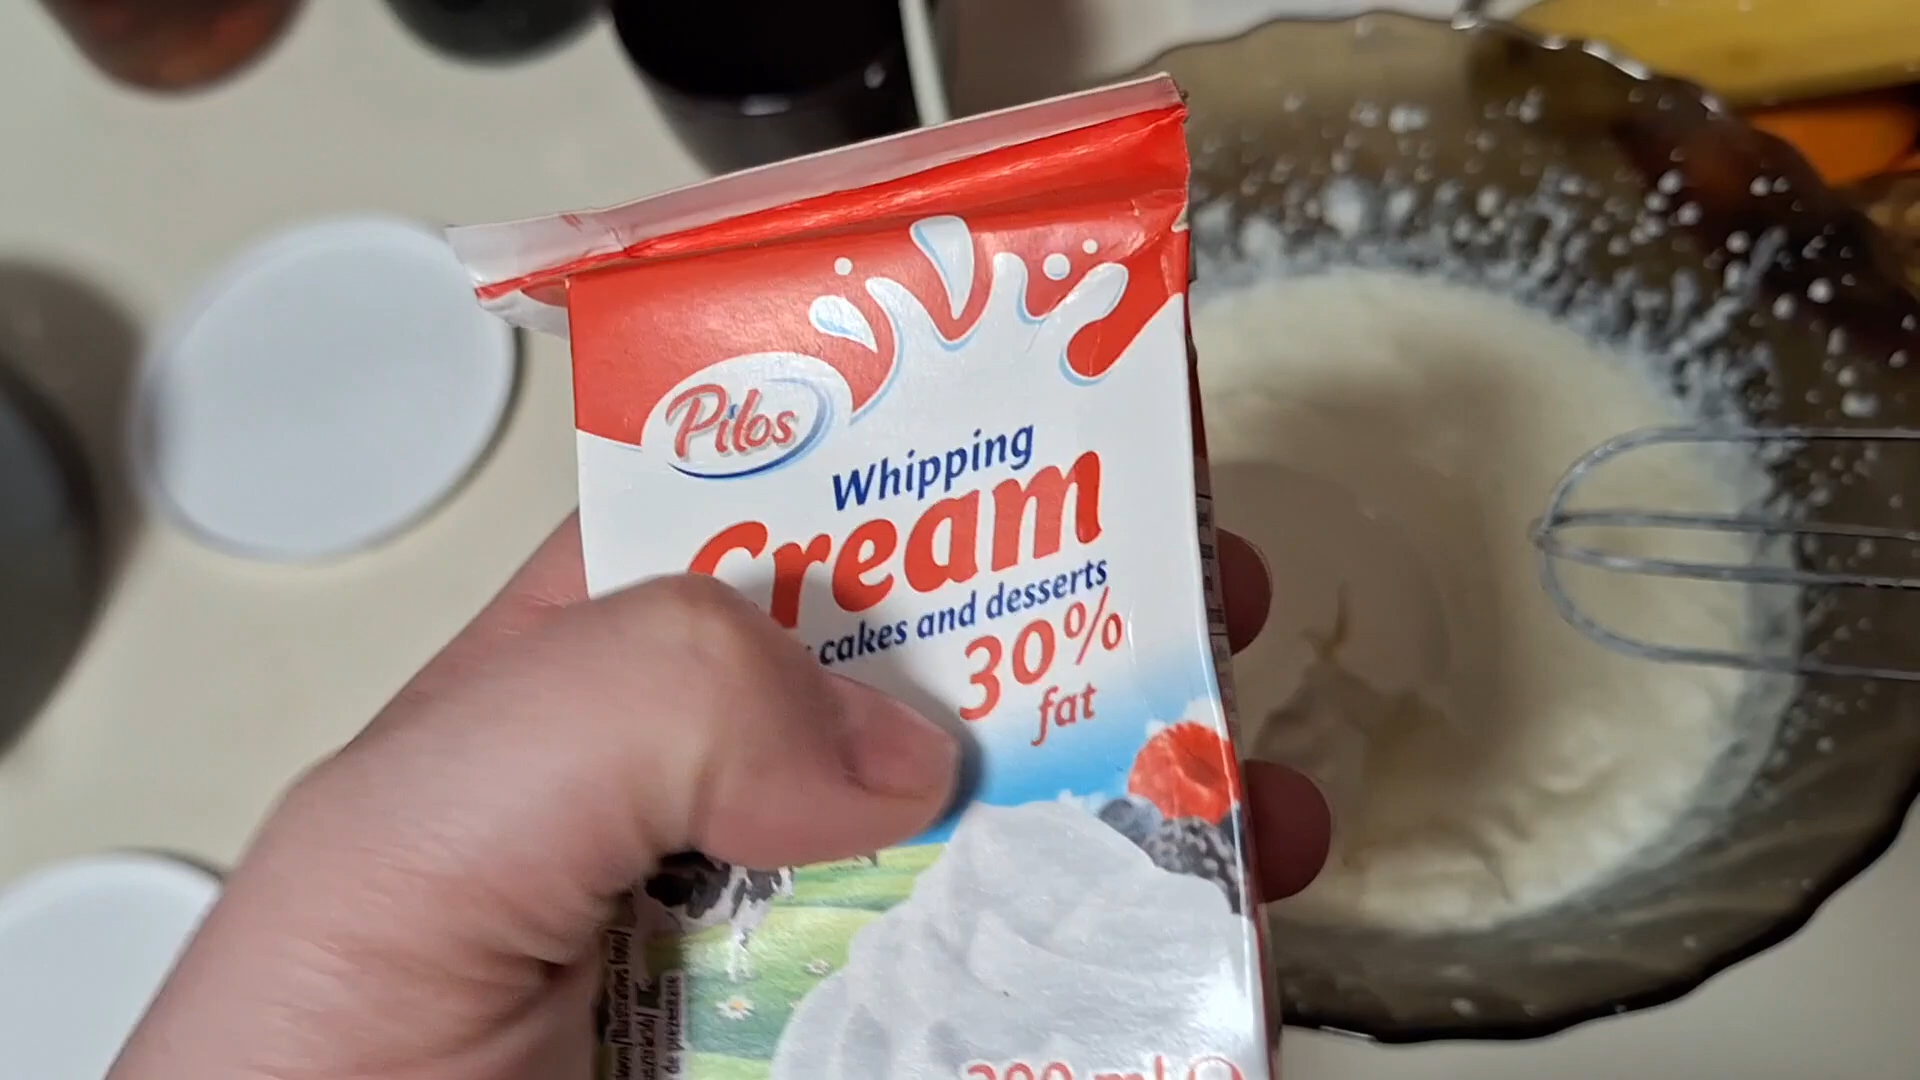 Pilos
Whipping
Cream
cakes and desserts
30%
fat